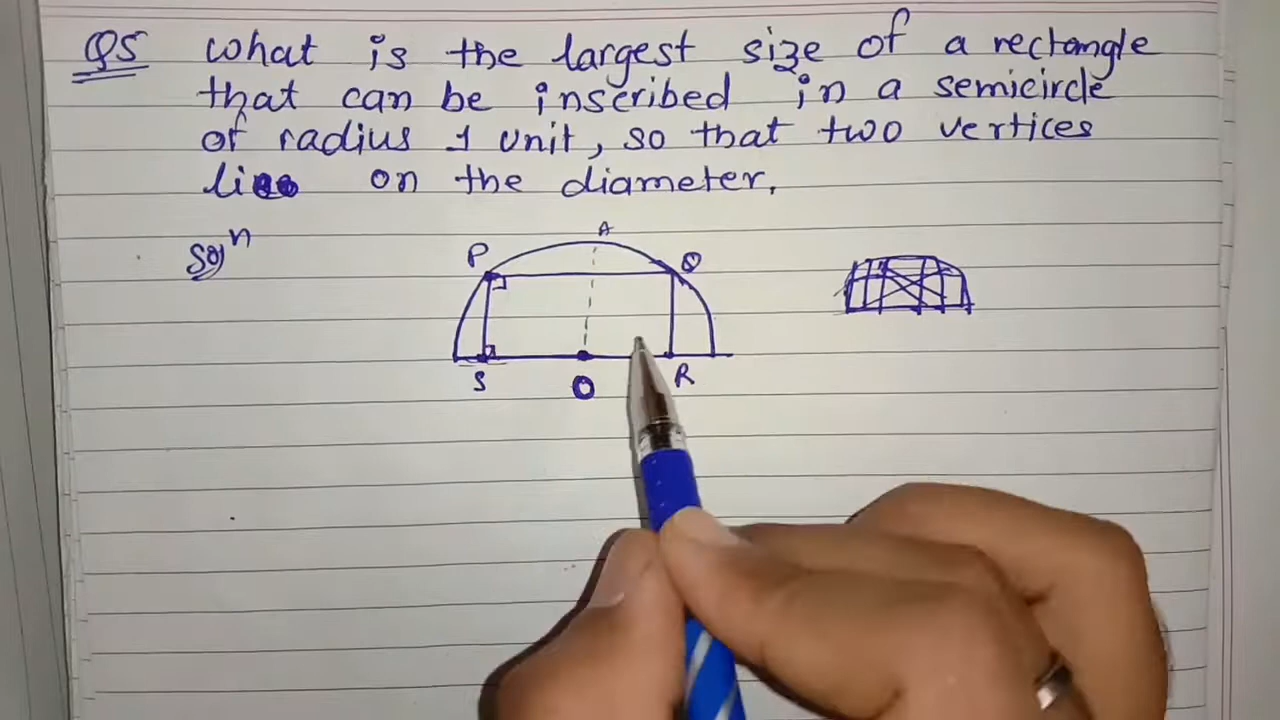 Q5 What is the largest size of a rectangle
that can be inscribed in a semicircle
of radius 1 unit, so that two vertices
lie on the diameter.
Solⁿ
A
P
Q
S
O
R